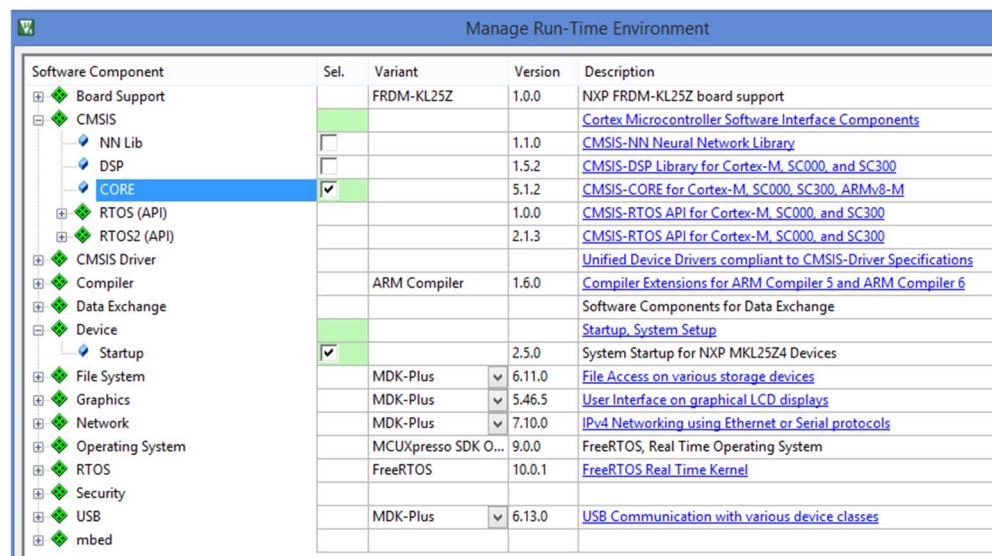 Manage Run-Time Environment
Software Component Sel. Variant Version Description
Board Support FRDM-KL25Z 1.0.0 NXP FRDM-KL25Z board support
CMSIS Cortex Microcontroller Software Interface Components
NN Lib 1.1.0 CMSIS-NN Neural Network Library
DSP 1.5.2 CMSIS-DSP Library for Cortex-M, SC000, and SC300
CORE 5.1.2 CMSIS-CORE for Cortex-M, SC000, SC300, ARMv8-M
RTOS (API) 1.0.0 CMSIS-RTOS API for Cortex-M, SC000, and SC300
RTOS2 (API) 2.1.3 CMSIS-RTOS API for Cortex-M, SC000, and SC300
CMSIS Driver Unified Device Drivers compliant to CMSIS-Driver Specifications
Compiler ARM Compiler 1.6.0 Compiler Extensions for ARM Compiler 5 and ARM Compiler 6
Data Exchange Software Components for Data Exchange
Device Startup, System Setup
Startup 2.5.0 System Startup for NXP MKL25Z4 Devices
File System MDK-Plus 6.11.0 File Access on various storage devices
Graphics MDK-Plus 5.46.5 User Interface on graphical LCD displays
Network MDK-Plus 7.10.0 IPv4 Networking using Ethernet or Serial protocols
Operating System MCUXpresso SDK O... 9.0.0 FreeRTOS, Real Time Operating System
RTOS FreeRTOS 10.0.1 FreeRTOS Real Time Kernel
Security
USB MDK-Plus 6.13.0 USB Communication with various device classes
mbed